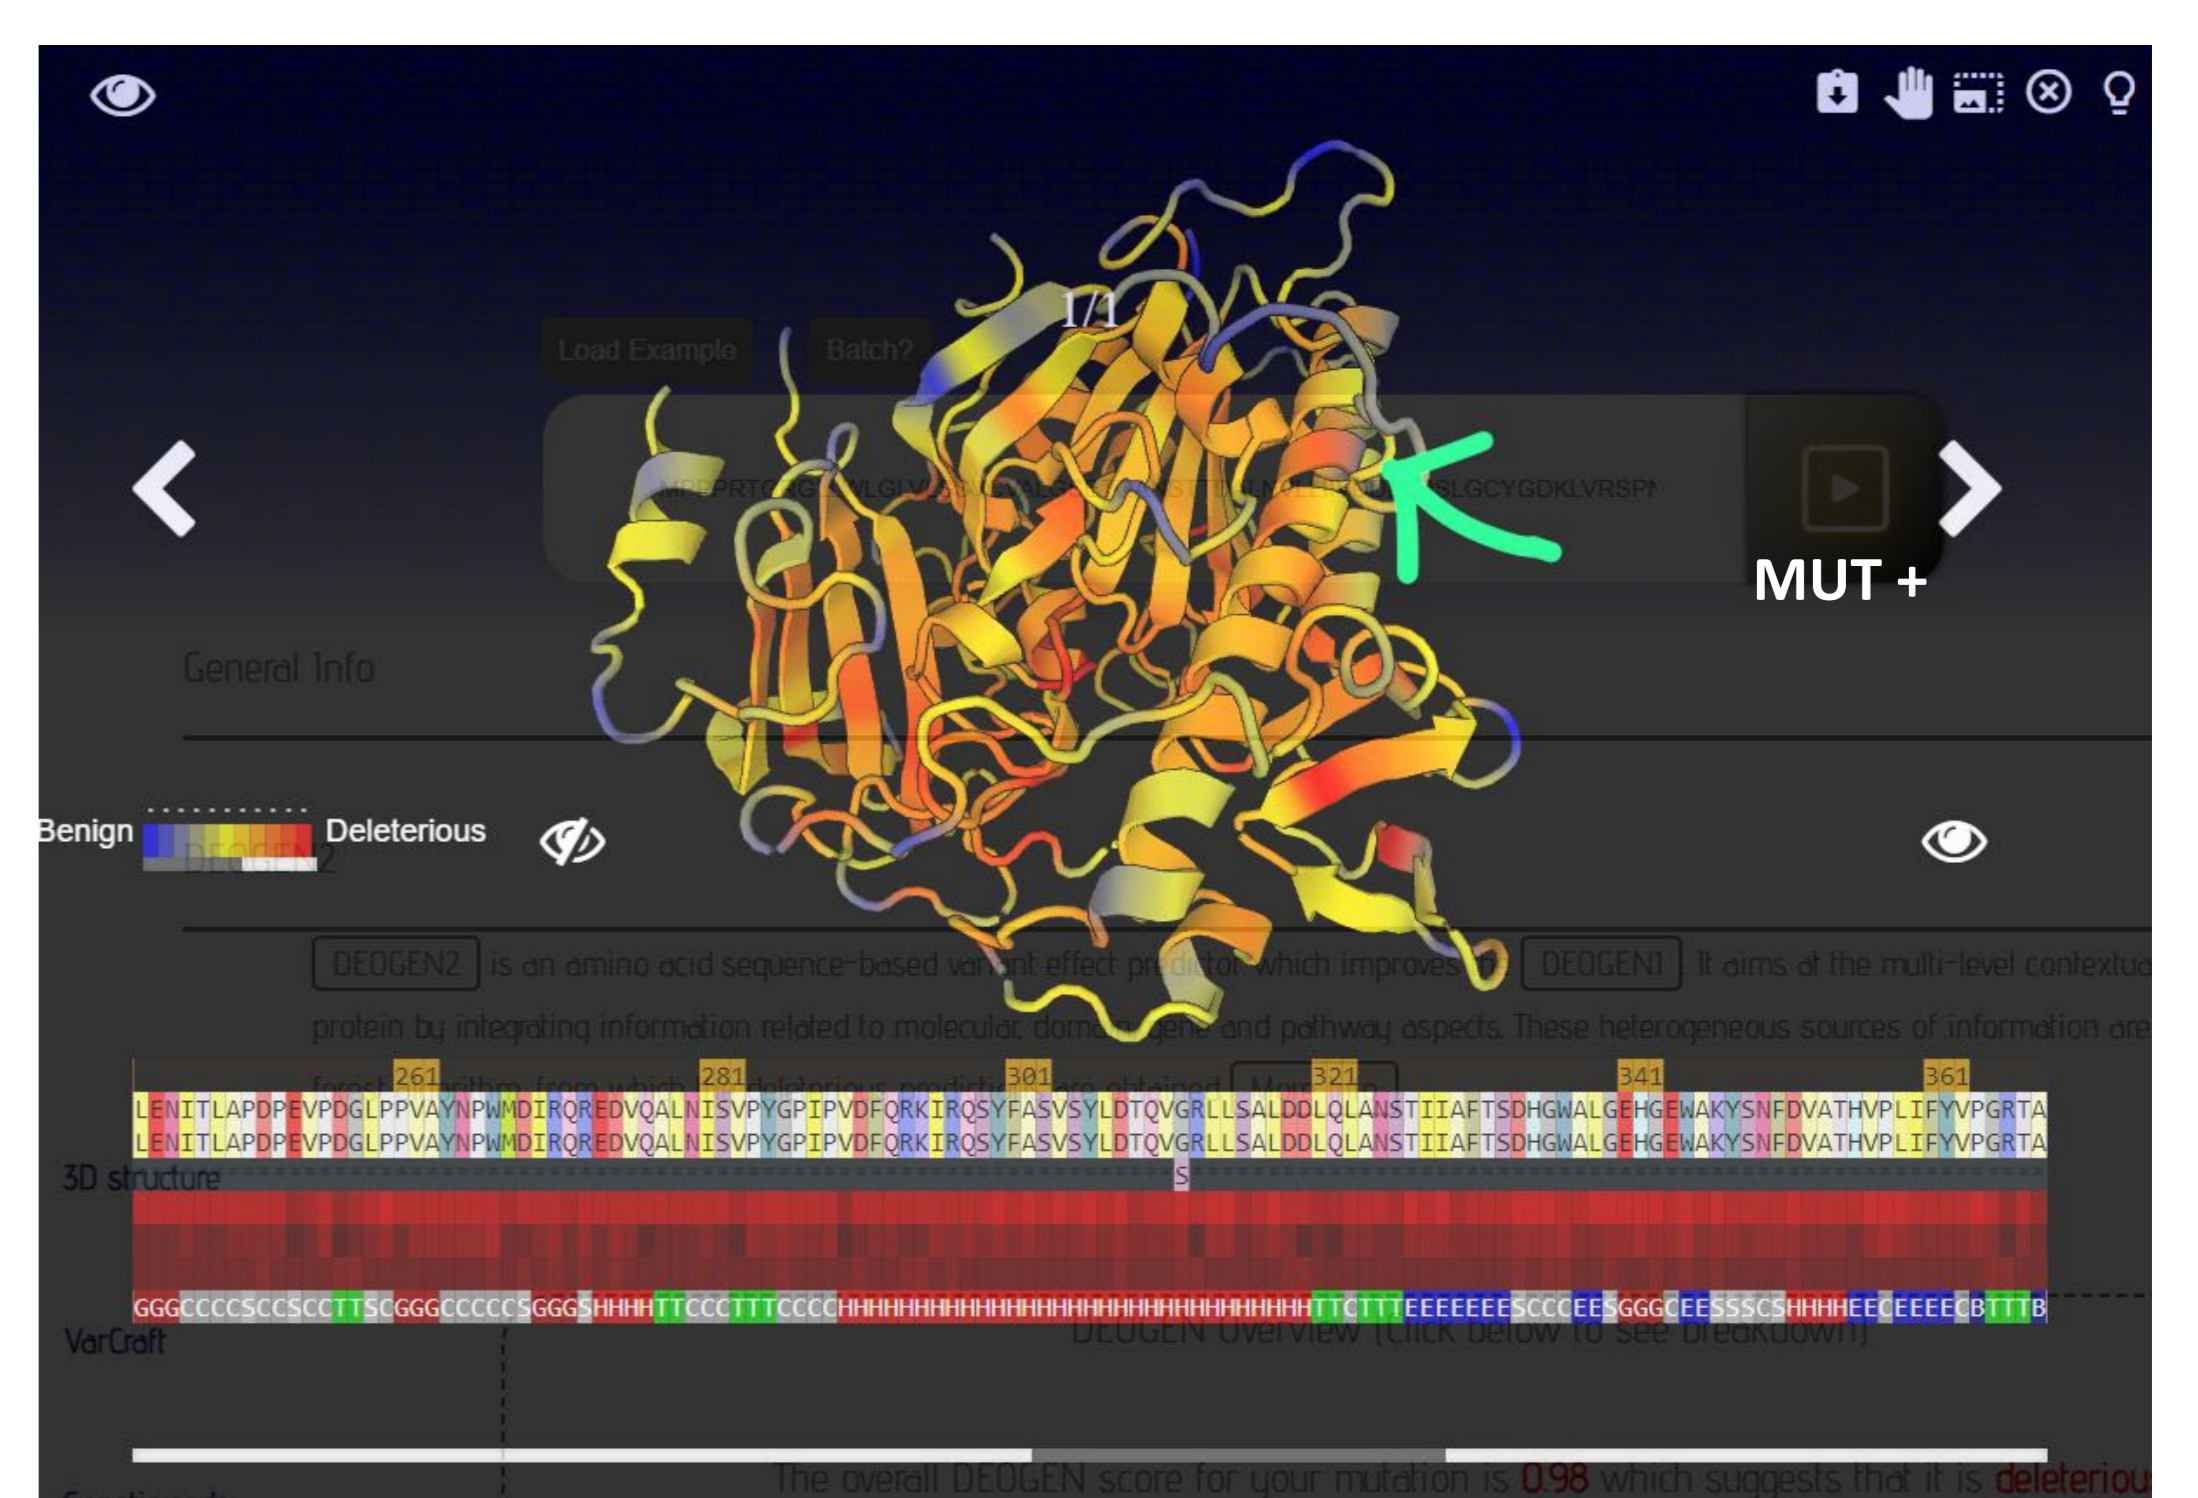 1/1
Load Example
Batch?
MUT +
General Info
Benign
Deleterious
DEOGEN2
DEOGEN2 is an amino acid sequence-based variant effect predictor which improves DEOGEN1 It aims at the multi-level contextua
protein by integrating information related to molecular, domain, gene and pathway aspects. These heterogeneous sources of information are
261 281 301 321 341 361
LENITLAPDPEVPDGLPPVAYNPWMDIRQREDVQALNISVPYGPIPVDFQRKIRQSYFASVSYLDTQVGRLLSALDDLQLANSTIIAFTSDHGWALGEHGEWAKYSNFDVATHVPLIFYVPGRTA
LENITLAPDPEVPDGLPPVAYNPWMDIRQREDVQALNISVPYGPIPVDFQRKIRQSYFASVSYLDTQVGRLLSALDDLQLANSTIIAFTSDHGWALGEHGEWAKYSNFDVATHVPLIFYVPGRTA
3D structure
S
GGGCCCCSCCSCCTTSCGGGCCCCCSGGGSHHHHTTCCCTTTCCCCHHHHHHHHHHHHHHHHHHHHHHHHHHHHHHHTTCTTTEEEEEEESCCCEESGGGCEESSSCSHHHHEECEEEECBTTTB
DEOGEN Overview (Click below to see breakdown)
VarCraft
The overall DEOGEN score for your mutation is 0.98 which suggests that it is deleteriou